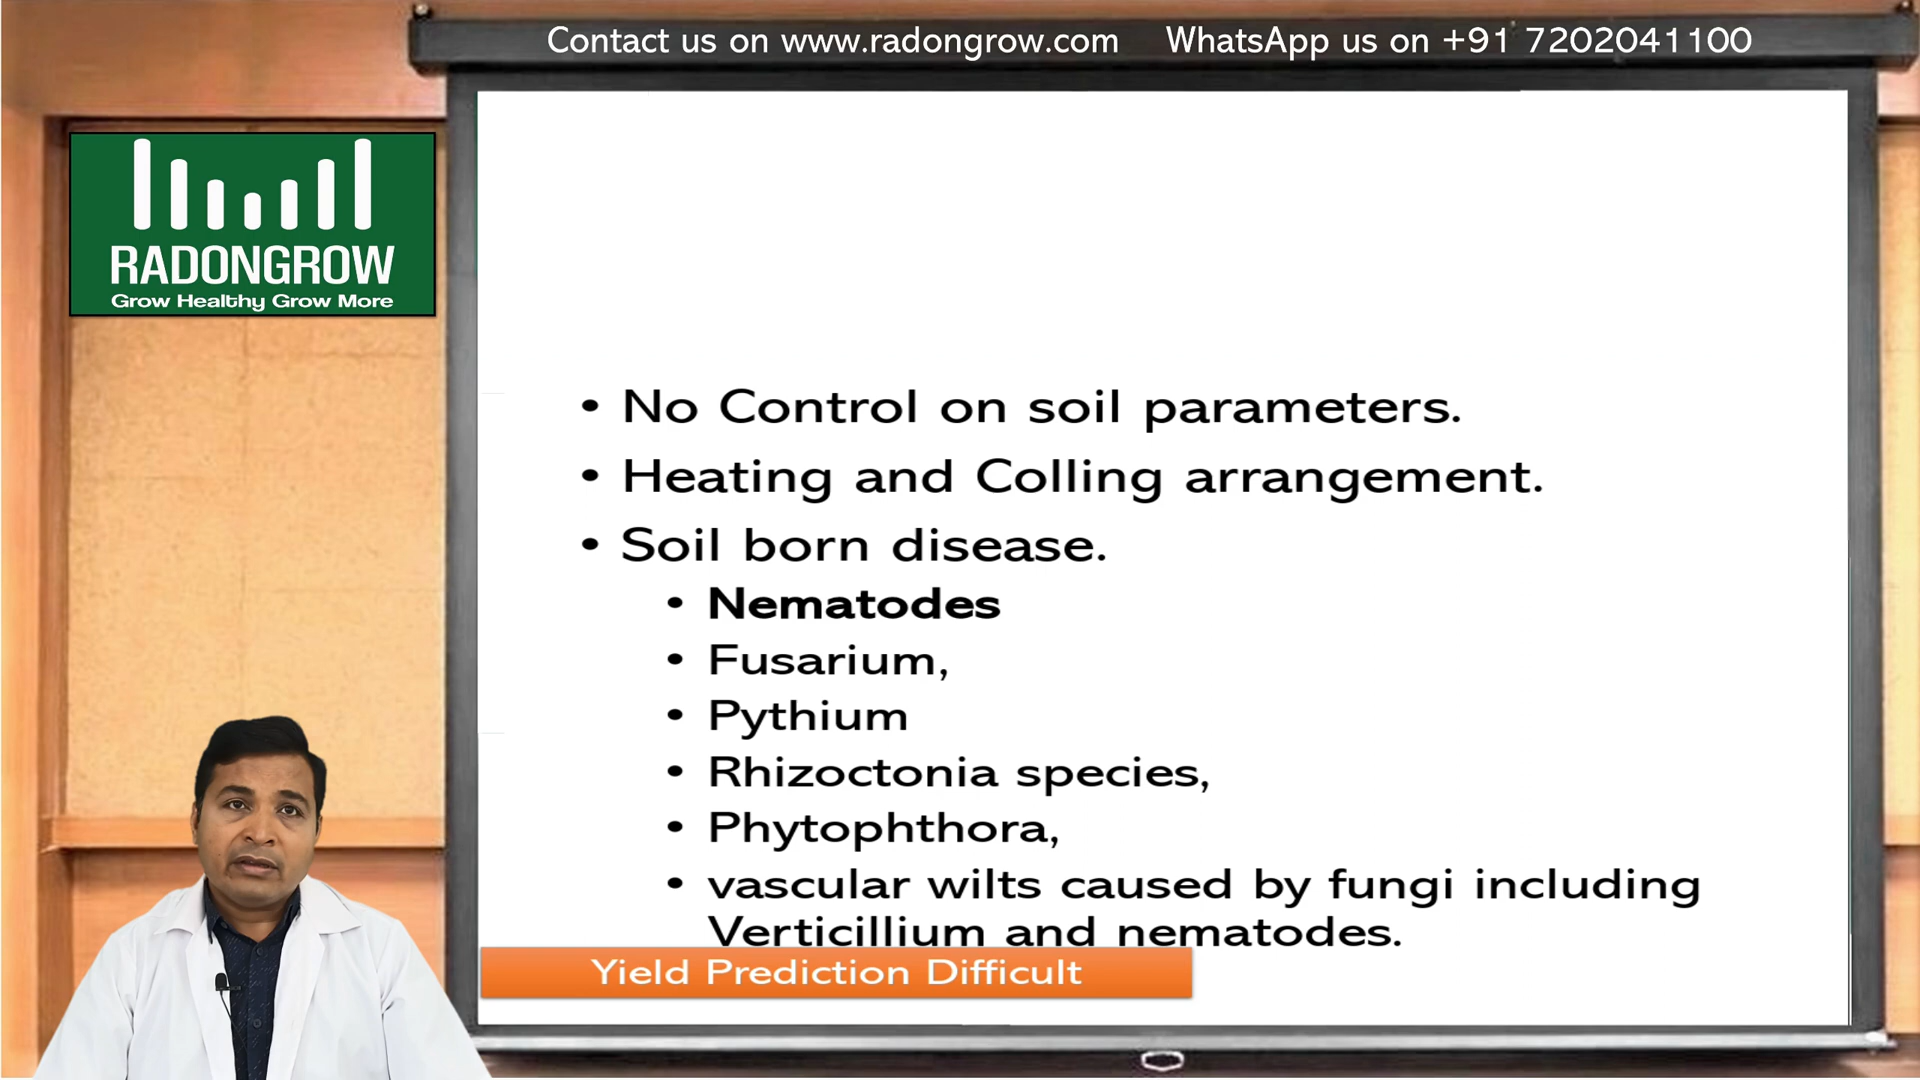 Contact us on www.radongrow.com WhatsApp us on +91 7202041100
RADONGROW
Grow Healthy Grow More
• No Control on soil parameters.
• Heating and Colling arrangement.
• Soil born disease.
• Nematodes
• Fusarium,
• Pythium
• Rhizoctonia species,
• Phytophthora,
• vascular wilts caused by fungi including
Verticillium and nematodes.
Yield Prediction Difficult